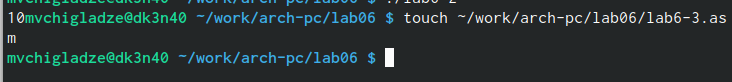 10mvchigladze@dk3n40 ~/work/arch-pc/lab06 $ touch ~/work/arch-pc/lab06/lab6-3.as
m
mvchigladze@dk3n40 ~/work/arch-pc/lab06 $